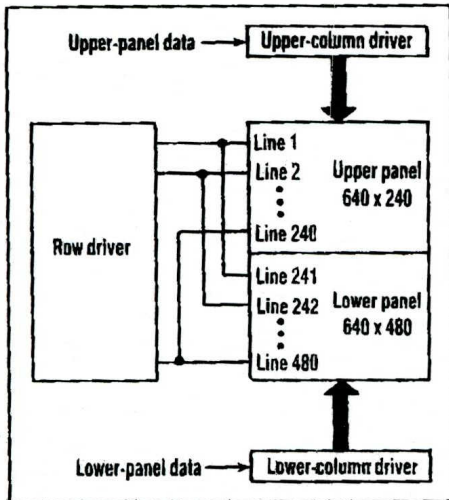 Upper-panel data
Upper-column driver
Row driver
Line 1
Line 2
Line 240
Upper panel
640 x 240
Line 241
Line 242
Line 480
Lower panel
640 x 480
Lower-panel data
Lower-column driver